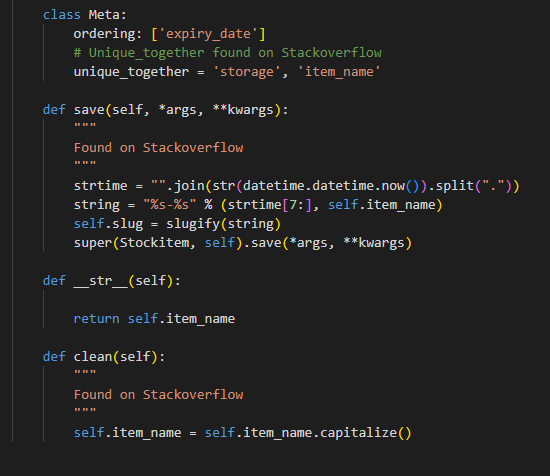 class Meta:
ordering: ['expiry_date']
# Unique_together found on Stackoverflow
unique_together = 'storage', 'item_name'
def save(self, *args, **kwargs):
"""
Found on Stackoverflow
"""
strtime = "".join(str(datetime.datetime.now()).split("."))
string = "%s-%s" % (strtime[7:], self.item_name)
self.slug = slugify(string)
super(Stockitem, self).save(*args, **kwargs)
def __str__(self):
return self.item_name
def clean(self):
"""
Found on Stackoverflow
"""
self.item_name = self.item_name.capitalize()